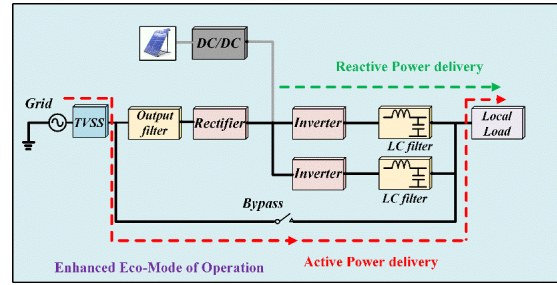 DC/DC
Reactive Power delivery
Grid
TVSS
Output
filter
Rectifier
Inverter
LC filter
Local
Load
Inverter
LC filter
Bypass
Enhanced Eco-Mode of Operation
Active Power delivery